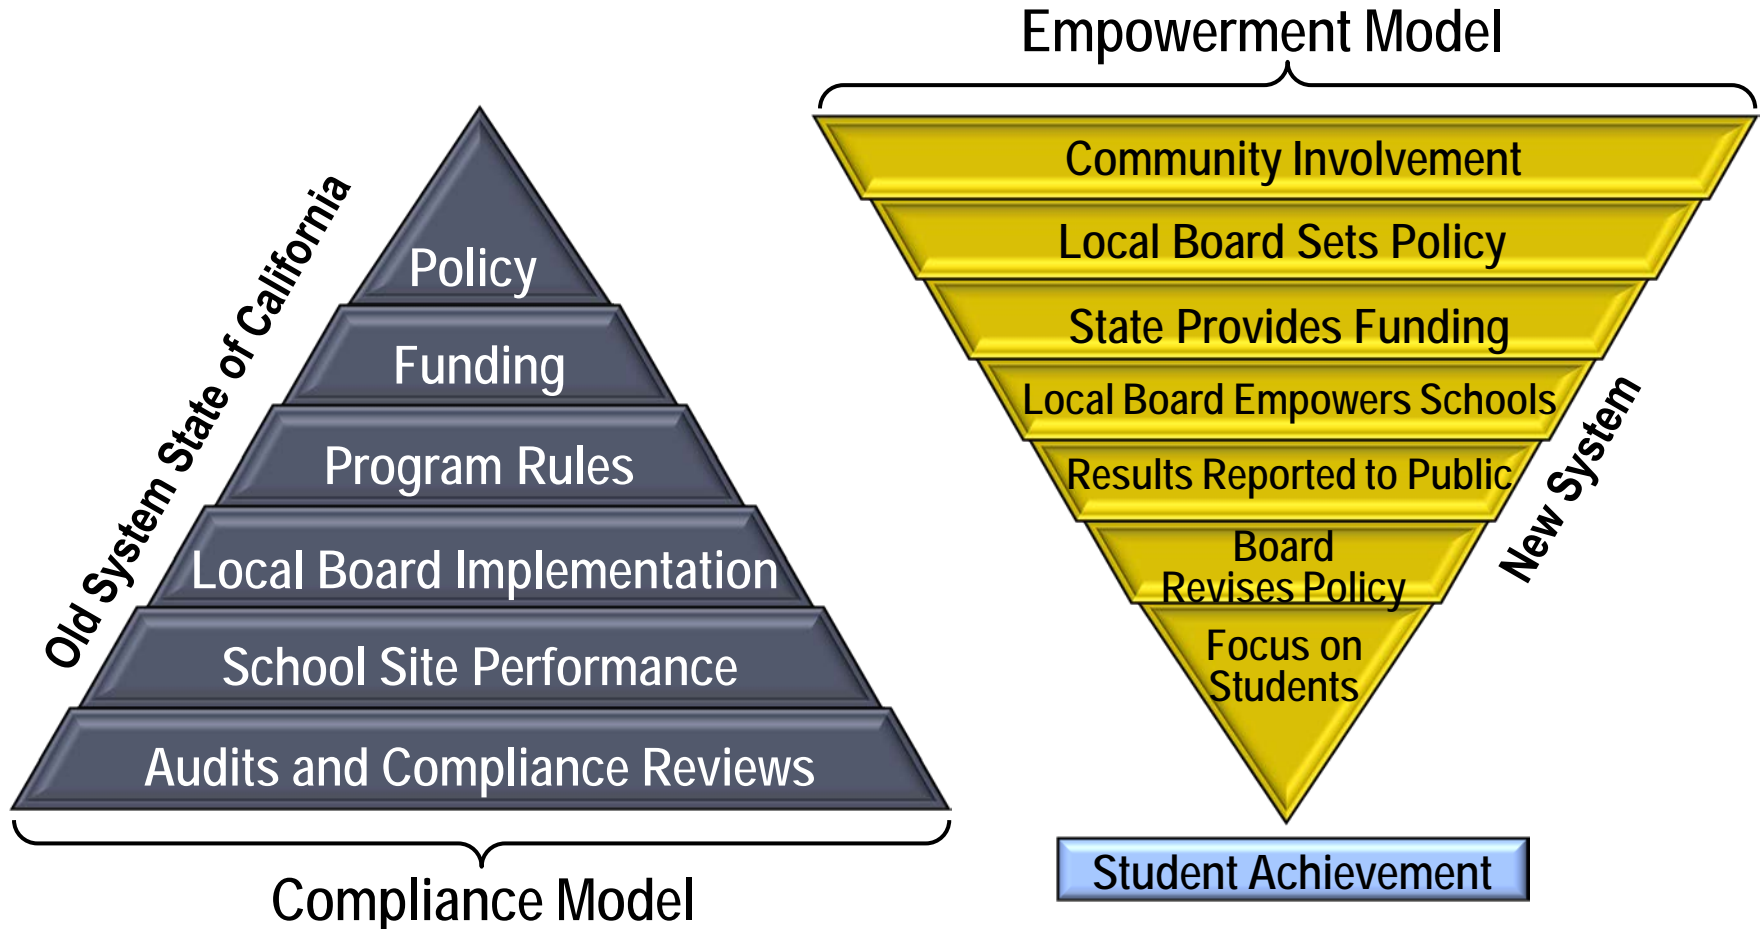 Old System State of California
Policy
Funding
Program Rules
Local Board Implementation
School Site Performance
Audits and Compliance Reviews
Compliance Model
Empowerment Model
Community Involvement
Local Board Sets Policy
State Provides Funding
Local Board Empowers Schools
Results Reported to Public
Board
Revises Policy
Focus on
Students
New System
Student Achievement